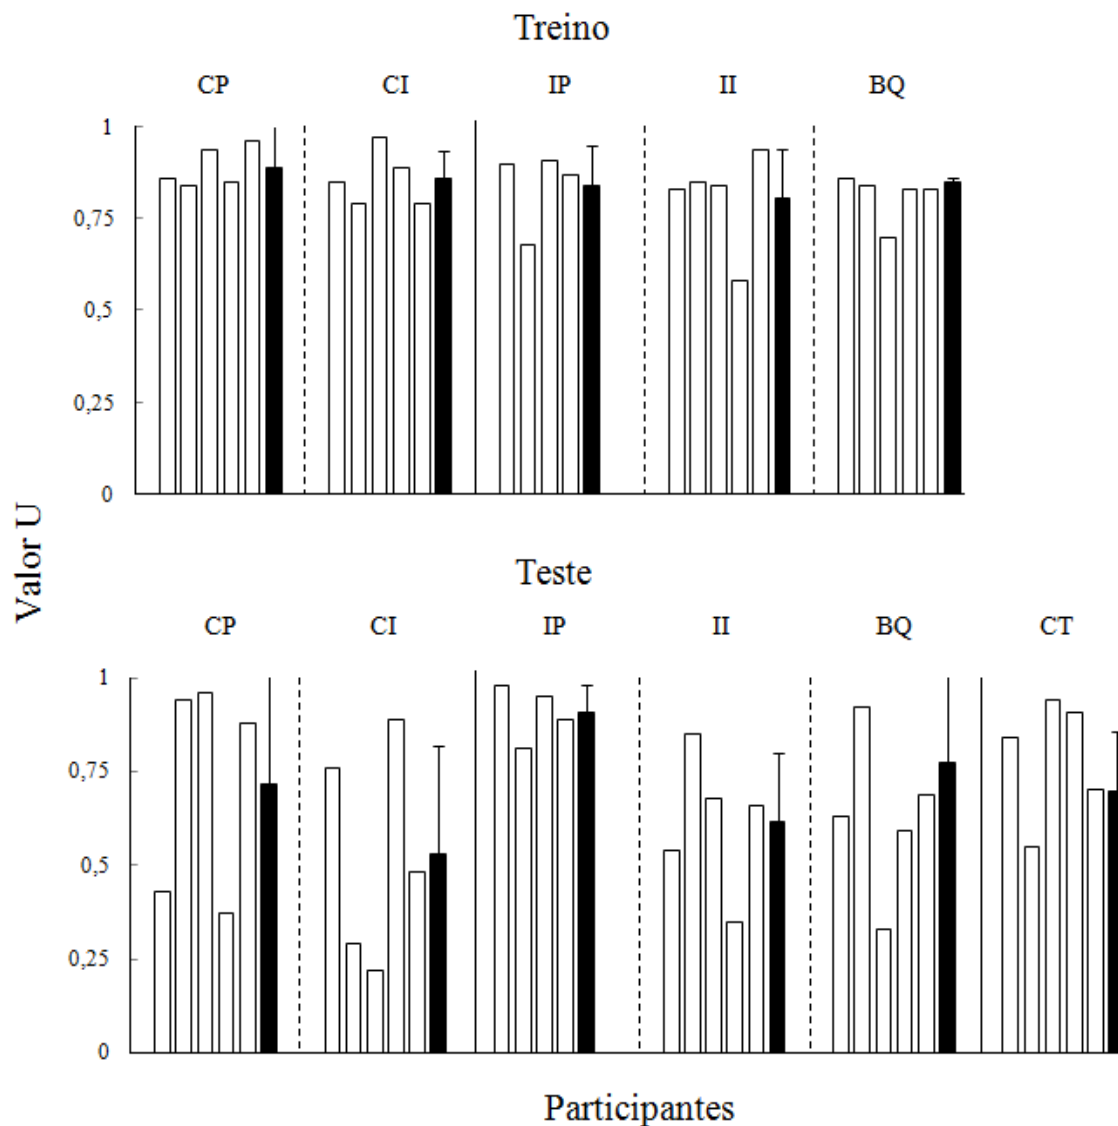 Treino
CP CI IP II BQ
1
0,75
0,5
0,25
0
Valor U
Teste
CP CI IP II BQ CT
1
0,75
0,5
0,25
0
Participantes